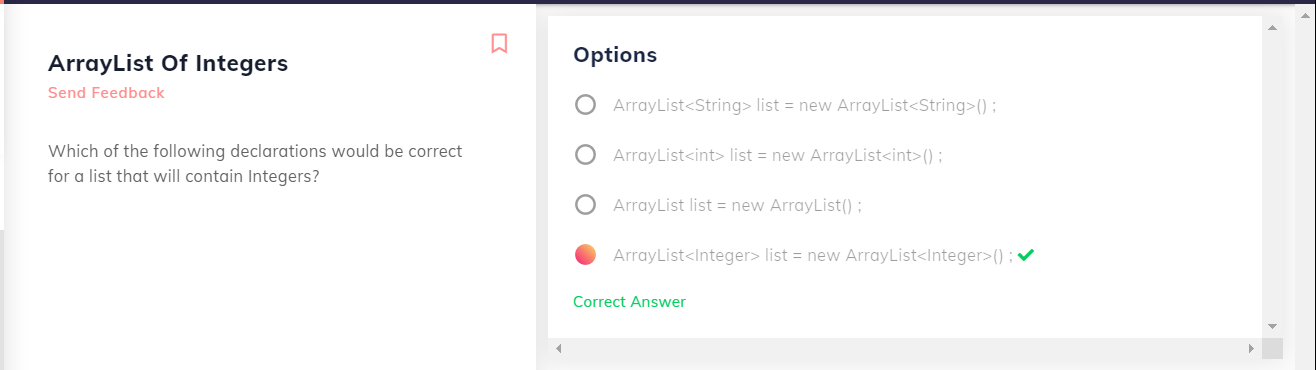 ArrayList Of Integers
Send Feedback
Which of the following declarations would be correct
for a list that will contain Integers?
Options
ArrayList<String> list = new ArrayList<String>() ;
ArrayList<int> list = new ArrayList<int>() ;
ArrayList list = new ArrayList() ;
ArrayList<Integer> list = new ArrayList<Integer>() ;
Correct Answer